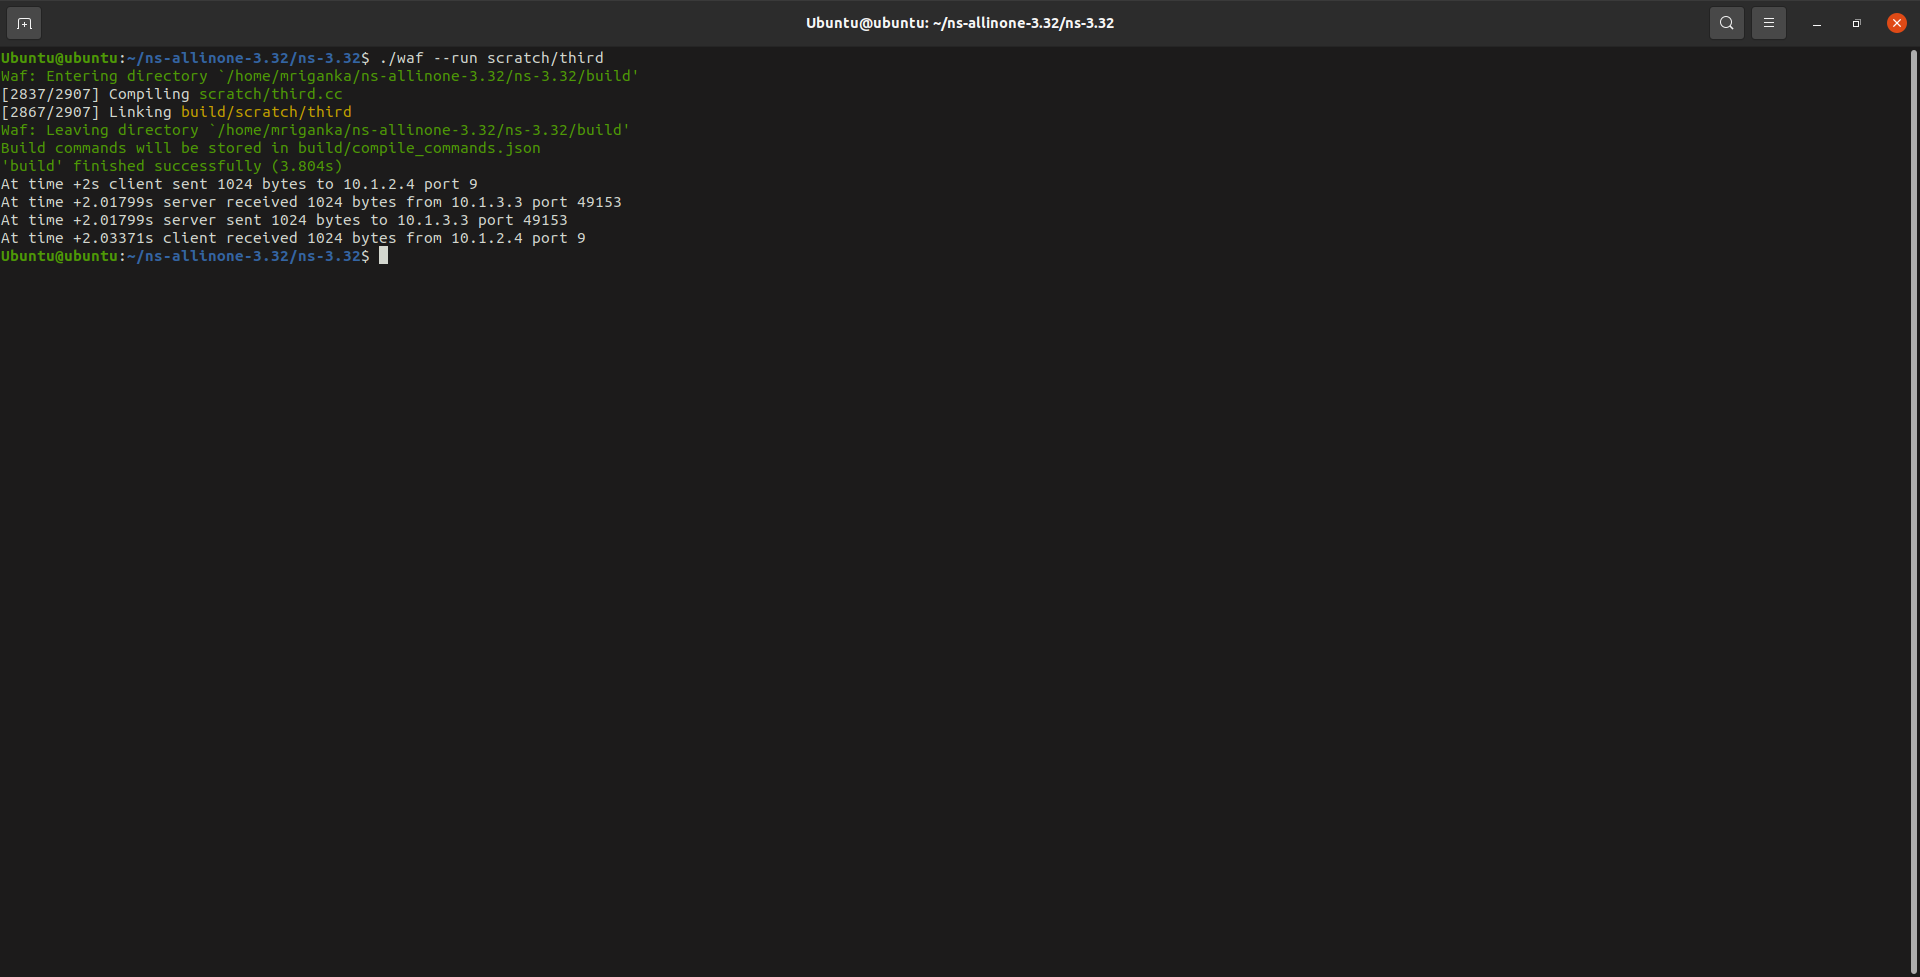 Ubuntu@ubuntu: ~/ns-allinone-3.32/ns-3.32
Ubuntu@ubuntu:~/ns-allinone-3.32/ns-3.32$ ./waf --run scratch/third
Waf: Entering directory `/home/mriganka/ns-allinone-3.32/ns-3.32/build'
[2837/2907] Compiling scratch/third.cc
[2867/2907] Linking build/scratch/third
Waf: Leaving directory `/home/mriganka/ns-allinone-3.32/ns-3.32/build'
Build commands will be stored in build/compile_commands.json
'build' finished successfully (3.804s)
At time +2s client sent 1024 bytes to 10.1.2.4 port 9
At time +2.01799s server received 1024 bytes from 10.1.3.3 port 49153
At time +2.01799s server sent 1024 bytes to 10.1.3.3 port 49153
At time +2.03371s client received 1024 bytes from 10.1.2.4 port 9
Ubuntu@ubuntu:~/ns-allinone-3.32/ns-3.32$